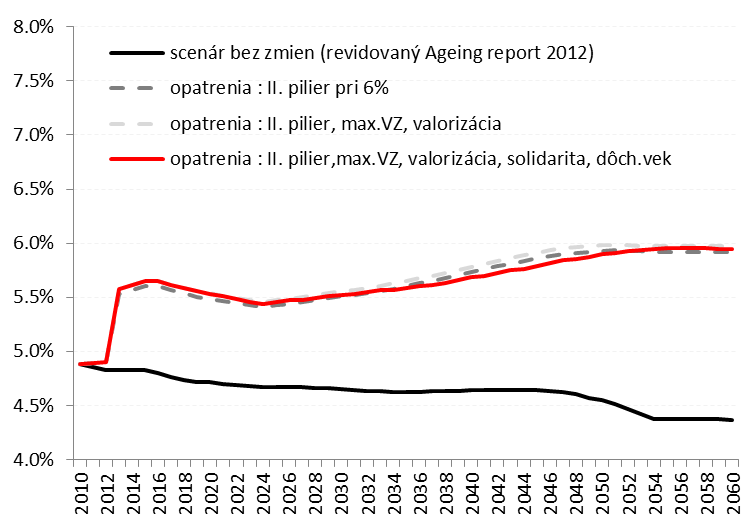 8.0%
7.5%
7.0%
6.5%
6.0%
5.5%
5.0%
4.5%
4.0%
scenár bez zmien (revidovaný Ageing report 2012)
opatrenia : II. pilier pri 6%
opatrenia : II. pilier, max.VZ, valorizácia
opatrenia : II. pilier,max.VZ, valorizácia, solidarita, dôch.vek
2010 2012 2014 2016 2018 2020 2022 2024 2026 2028 2030 2032 2034 2036 2038 2040 2042 2044 2046 2048 2050 2052 2054 2056 2058 2060